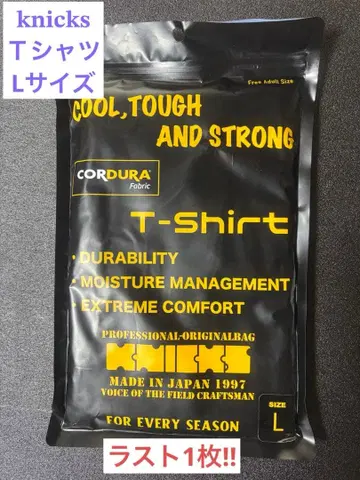 knicks
Tシャツ
Lサイズ
Free Adult Size
COOL,TOUGH
AND STRONG
CORDURA®
Fabric
T-Shirt
・DURABILITY
・MOISTURE MANAGEMENT
・EXTREME COMFORT
PROFESSIONAL-ORIGINALBAG
KNICKS
MADE IN JAPAN 1997
VOICE OF THE FIELD CRAFTSMAN
SIZE
L
FOR EVERY SEASON
ラスト1枚!!